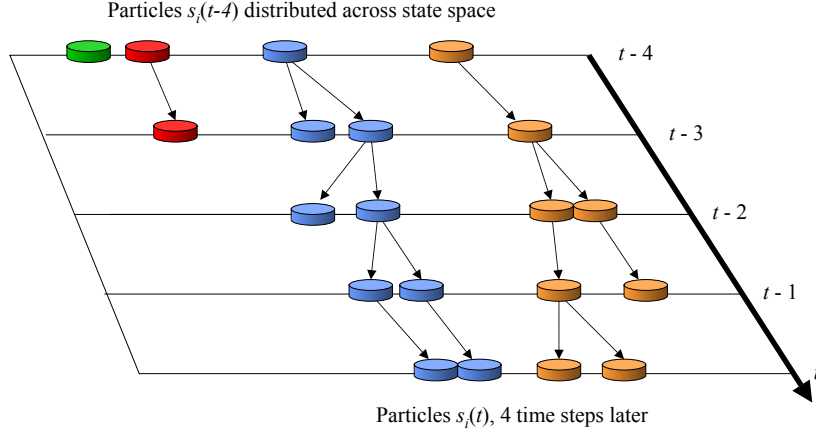 Particles s_i(t-4) distributed across state space
t - 4
t - 3
t - 2
t - 1
t
Particles s_i(t), 4 time steps later